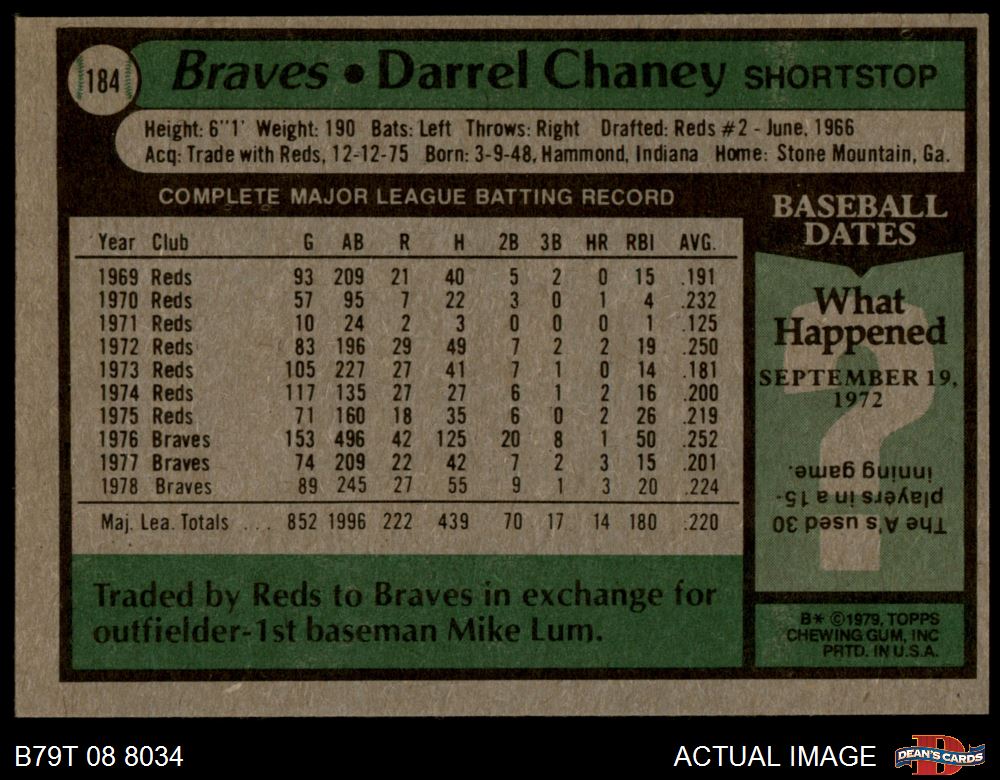 184 Braves • Darrel Chaney SHORTSTOP
Height: 6"1' Weight: 190 Bats: Left Throws: Right Drafted: Reds #2 - June, 1966
Acq: Trade with Reds, 12-12-75 Born: 3-9-48, Hammond, Indiana Home: Stone Mountain, Ga.
COMPLETE MAJOR LEAGUE BATTING RECORD
Year Club G AB R H 2B 3B HR RBI AVG.
1969 Reds 93 209 21 40 5 2 0 15 .191
1970 Reds 57 95 7 22 3 0 1 4 .232
1971 Reds 10 24 2 3 0 0 0 1 .125
1972 Reds 83 196 29 49 7 2 2 19 .250
1973 Reds 105 227 27 41 7 1 0 14 .181
1974 Reds 117 135 27 27 6 1 2 16 .200
1975 Reds 71 160 18 35 6 0 2 26 .219
1976 Braves 153 496 42 125 20 8 1 50 .252
1977 Braves 74 209 22 42 7 2 3 15 .201
1978 Braves 89 245 27 55 9 1 3 20 .224
Maj. Lea. Totals ... 852 1996 222 439 70 17 14 180 .220
Traded by Reds to Braves in exchange for
outfielder-1st baseman Mike Lum.
BASEBALL
DATES
What
Happened
SEPTEMBER 19,
1972
The A's used 30
players in a 15-
inning game.
B* ©1979, TOPPS
CHEWING GUM, INC
PRTD. IN U.S.A.
B79T 08 8034
ACTUAL IMAGE
D
DEAN'S CARDS